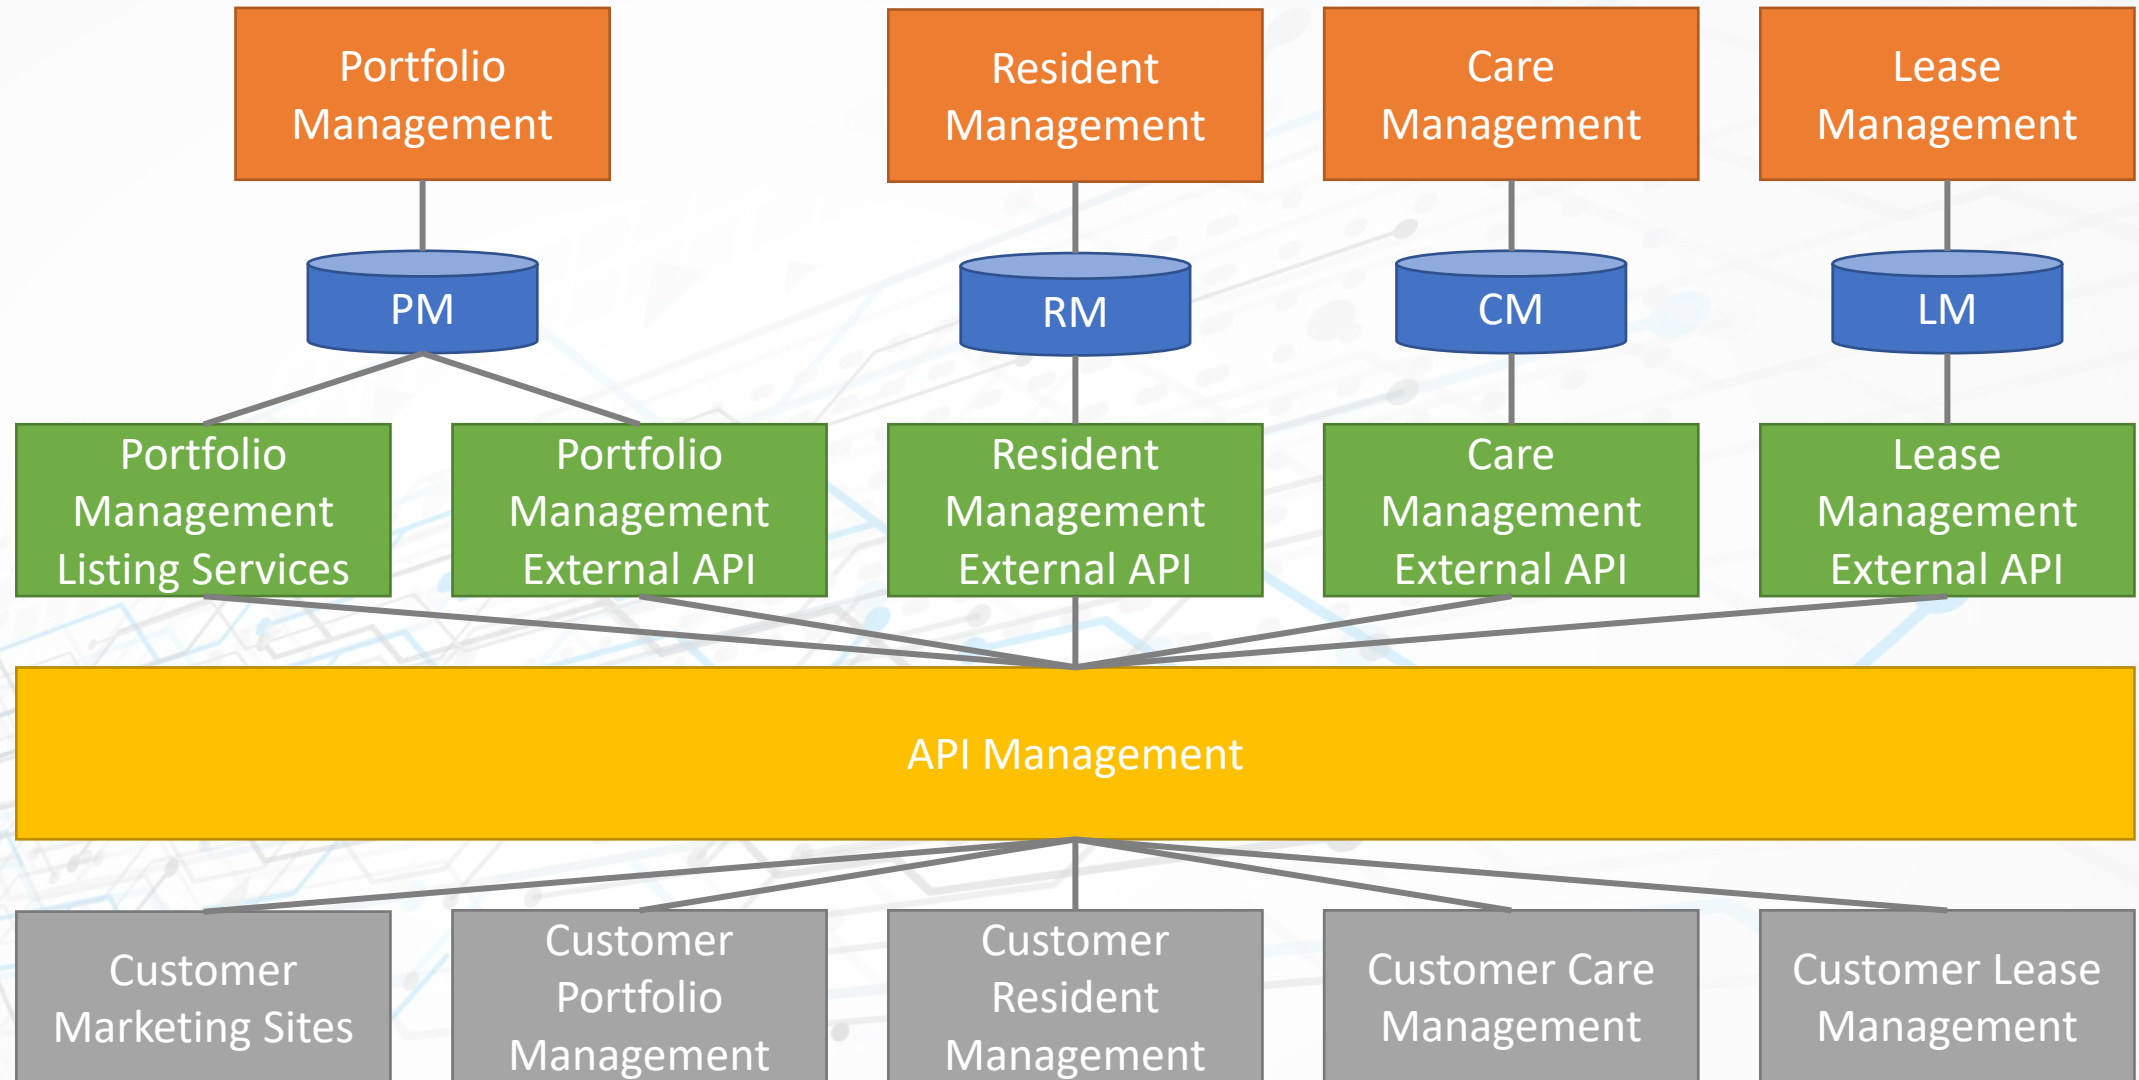 Portfolio
Management
Resident
Management
Care
Management
Lease
Management
PM
RM
CM
LM
Portfolio
Management
Listing Services
Portfolio
Management
External API
Resident
Management
External API
Care
Management
External API
Lease
Management
External API
API Management
Customer
Marketing Sites
Customer
Portfolio
Management
Customer
Resident
Management
Customer Care
Management
Customer Lease
Management